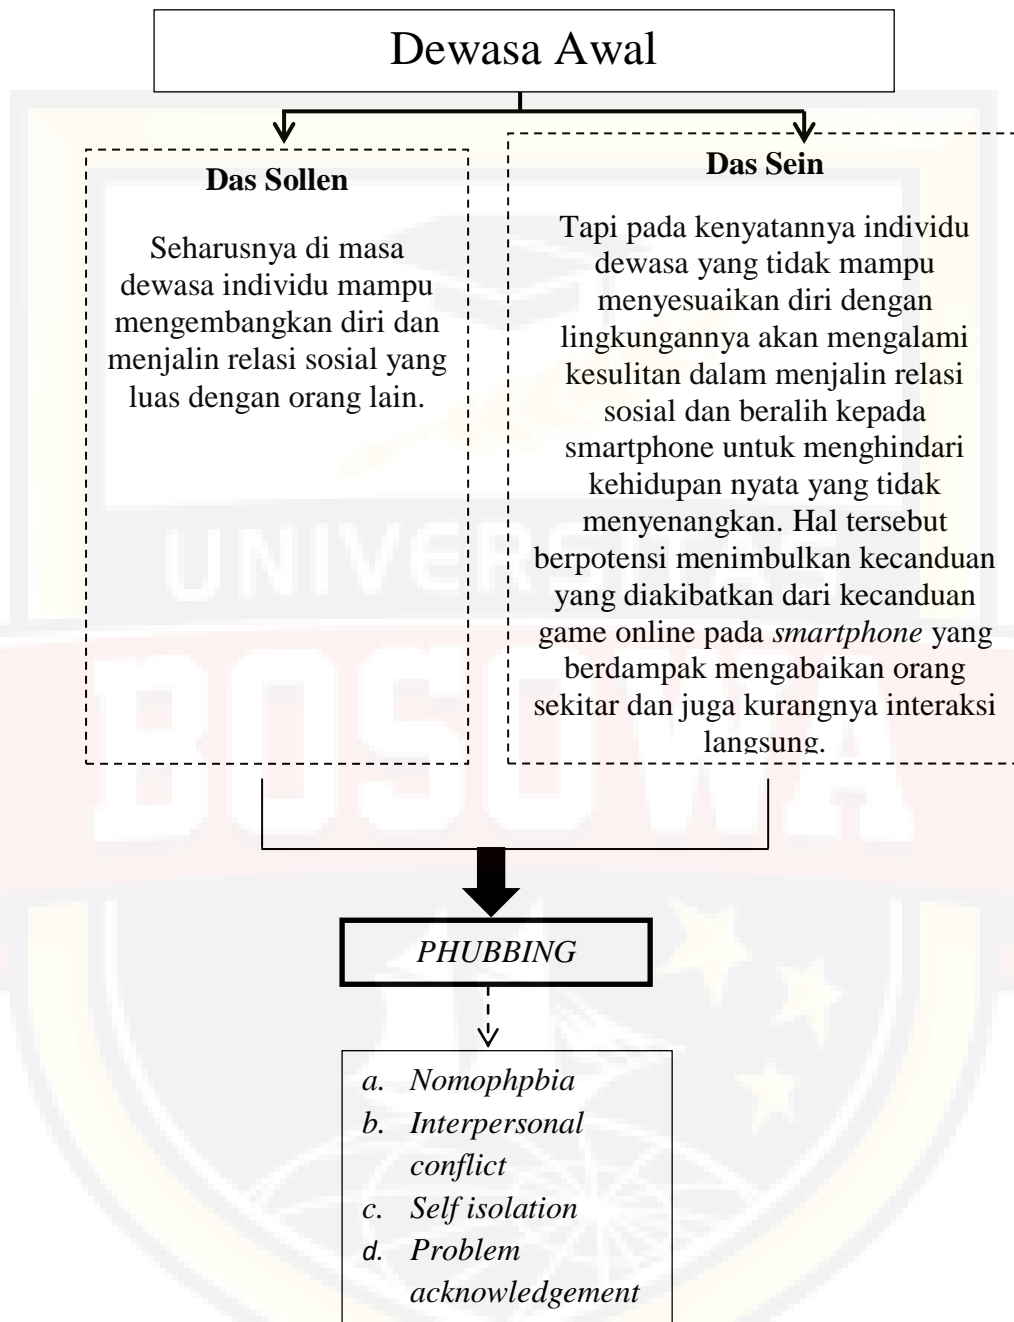 Dewasa Awal
Das Sollen
Seharusnya di masa
dewasa individu mampu
mengembangkan diri dan
menjalin relasi sosial yang
luas dengan orang lain.
Das Sein
Tapi pada kenyatannya individu
dewasa yang tidak mampu
menyesuaikan diri dengan
lingkungannya akan mengalami
kesulitan dalam menjalin relasi
sosial dan beralih kepada
smartphone untuk menghindari
kehidupan nyata yang tidak
menyenangkan. Hal tersebut
berpotensi menimbulkan kecanduan
yang diakibatkan dari kecanduan
game online pada smartphone yang
berdampak mengabaikan orang
sekitar dan juga kurangnya interaksi
langsung.
UNIVERSITAS
BOSOWA
PHUBBING
a. Nomophpbia
b. Interpersonal
conflict
c. Self isolation
d. Problem
acknowledgement